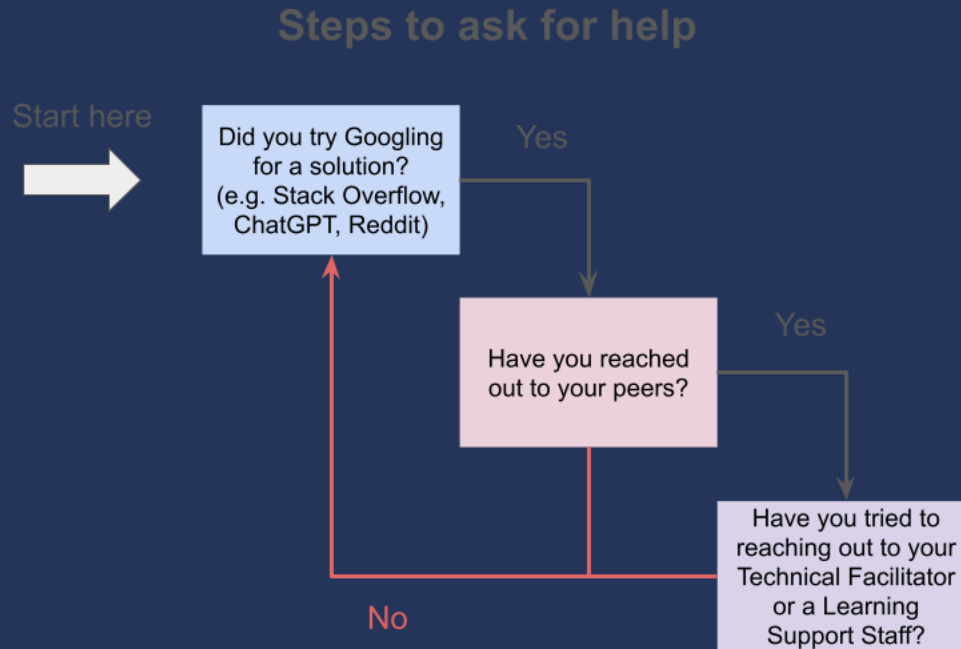 Steps to ask for help
Start here
Did you try Googling
for a solution?
(e.g. Stack Overflow,
ChatGPT, Reddit)
Yes
Have you reached
out to your peers?
Yes
Have you tried to
reaching out to your
Technical Facilitator
or a Learning
Support Staff?
No